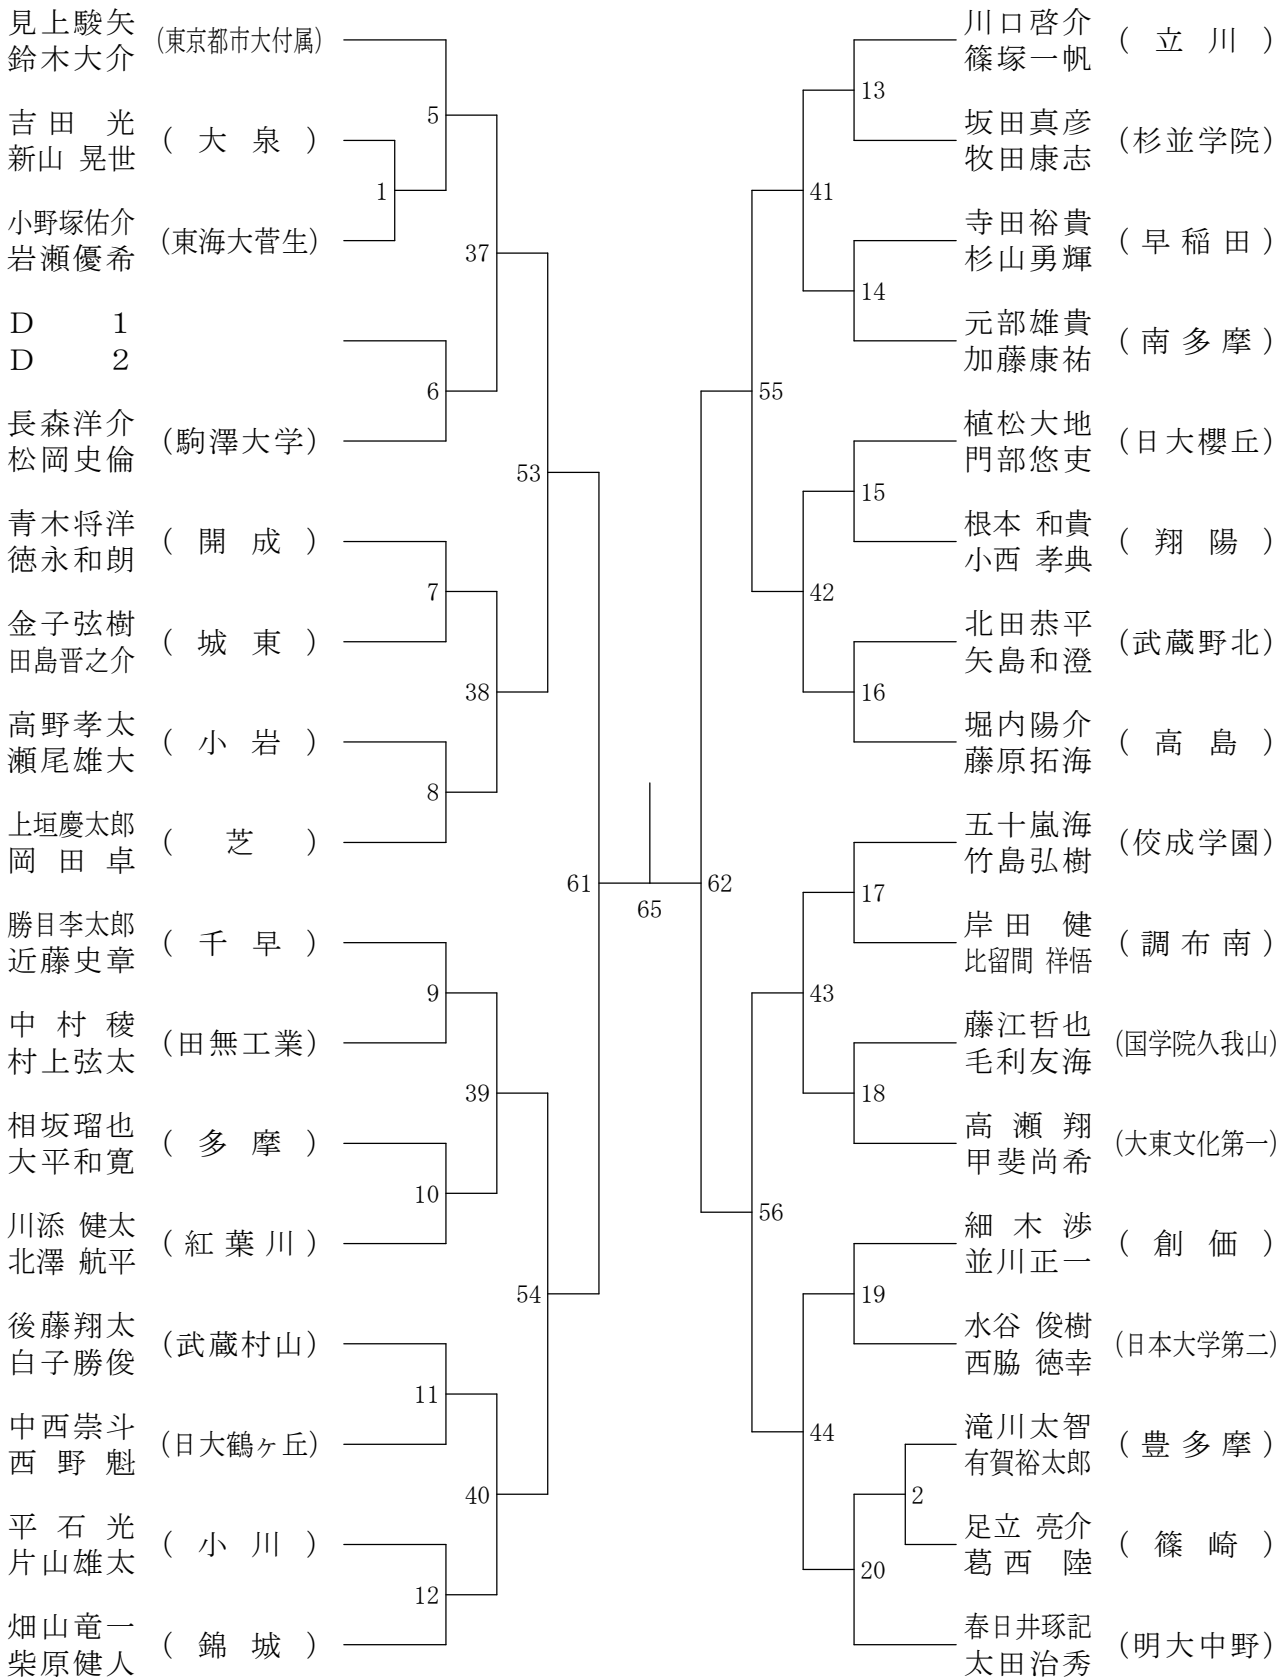 見上駿矢
鈴木大介
(東京都市大付属)
吉田 光
新山 晃世
( 大 泉 )
小野塚佑介
岩瀬優希
(東海大菅生)
D 1
D 2
長森洋介
松岡史倫
(駒澤大学)
青木将洋
徳永和朗
( 開 成 )
金子弦樹
田島晋之介
( 城 東 )
高野孝太
瀬尾雄大
( 小 岩 )
上垣慶太郎
岡 田 卓
( 芝 )
勝目李太郎
近藤史章
( 千 早 )
中 村 稜
村上弦太
(田無工業)
相坂瑠也
大平和寛
( 多 摩 )
川添 健太
北澤 航平
( 紅 葉 川 )
後藤翔太
白子勝俊
(武蔵村山)
中西崇斗
西 野 魁
(日大鶴ヶ丘)
平 石 光
片山雄太
( 小 川 )
畑山竜一
柴原健人
( 錦 城 )
5
1
37
6
53
7
38
8
61
9
39
10
54
11
40
12
65
62
13
41
14
55
15
42
16
17
43
18
56
19
44
2
20
川口啓介
篠塚一帆
( 立 川 )
坂田真彦
牧田康志
(杉並学院)
寺田裕貴
杉山勇輝
( 早 稲 田 )
元部雄貴
加藤康祐
( 南 多 摩 )
植松大地
門部悠吏
(日大櫻丘)
根本 和貴
小西 孝典
( 翔 陽 )
北田恭平
矢島和澄
(武蔵野北)
堀内陽介
藤原拓海
( 高 島 )
五十嵐海
竹島弘樹
(佼成学園)
岸 田 健
比留間 祥悟
( 調 布 南 )
藤江哲也
毛利友海
(国学院久我山)
高 瀬 翔
甲斐尚希
(大東文化第一)
細 木 渉
並川正一
( 創 価 )
水谷 俊樹
西脇 徳幸
(日本大学第二)
滝川太智
有賀裕太郎
( 豊 多 摩 )
足立 亮介
葛 西 陸
( 篠 崎 )
春日井琢記
太田治秀
(明大中野)